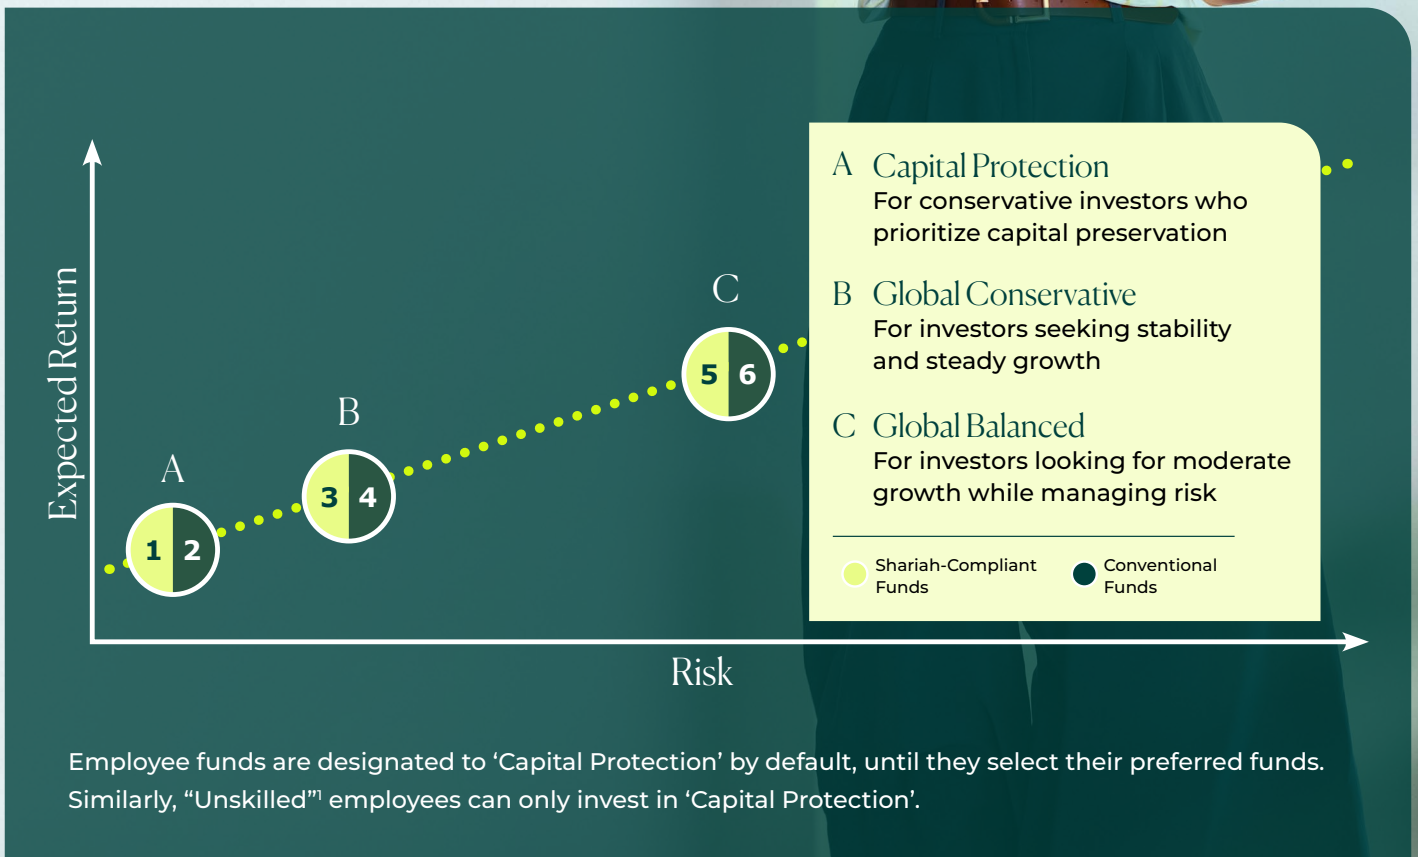 A Capital Protection
For conservative investors who
prioritize capital preservation
B Global Conservative
For investors seeking stability
and steady growth
C Global Balanced
For investors looking for moderate
growth while managing risk
Shariah-Compliant
Funds
Conventional
Funds
Expected Return
C
5 6
B
3 4
A
1 2
Risk
Employee funds are designated to ‘Capital Protection’ by default, until they select their preferred funds.
Similarly, “Unskilled”¹ employees can only invest in ‘Capital Protection’.